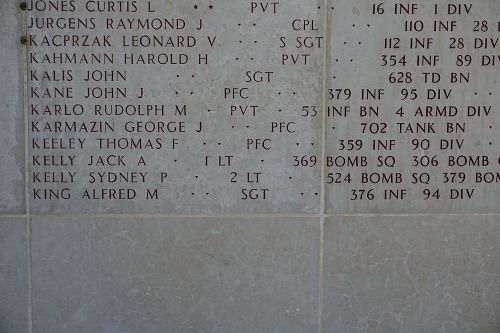 JONES CURTIS L ** PVT · · 16 INF 1 DIV
JURGENS RAYMOND J · CPL · 110 INF 28
KACPRZAK LEONARD V · S SGT · · 112 INF 28 DIV
KAHMANN HAROLD H · · PVT · · 354 INF 89 DIV
KALIS JOHN · · SGT · · 628 TD BN
KANE JOHN J · · PFC · · 379 INF 95 DIV
KARLO RUDOLPH M · PVT · 53 INF BN 4 ARMD DIV
KARMAZIN GEORGE J · PFC · · 702 TANK BN
KEELEY THOMAS F · · PFC · · 359 INF 90 DIV
KELLY JACK A · 1 LT · · 369 BOMB SQ 306 BOMB
KELLY SYDNEY P · · 2 LT · · 524 BOMB SQ 379
KING ALFRED M · · SGT · · 376 INF 94 DIV